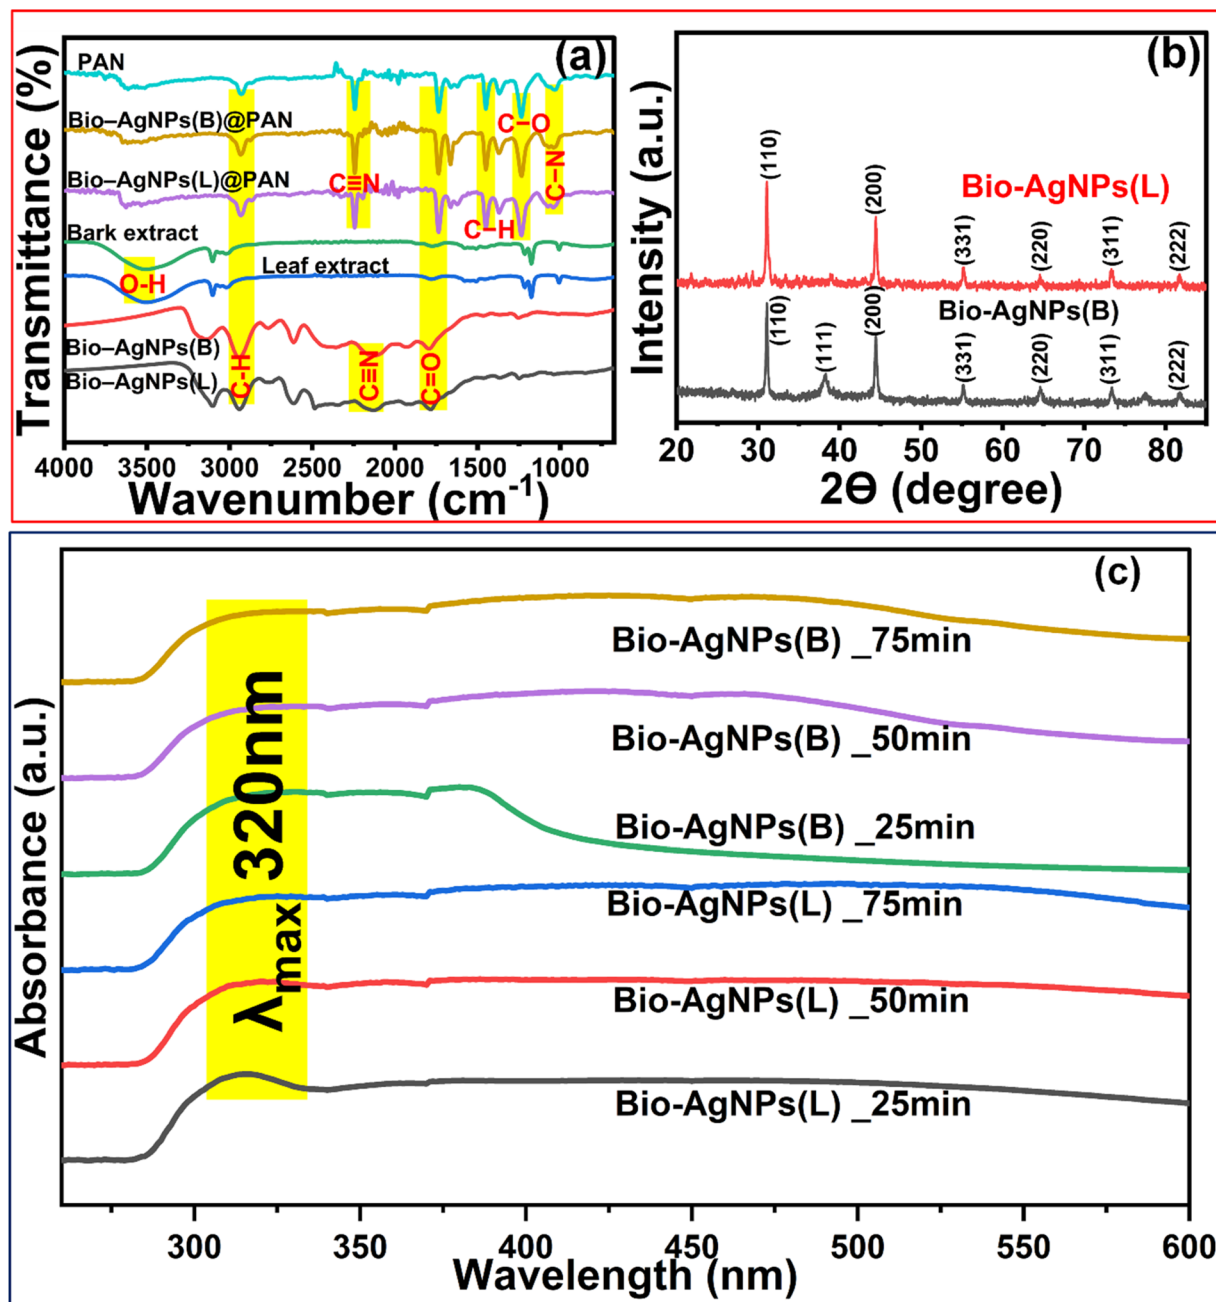 (a)
Transmittance (%)
PAN
Bio–AgNPs(B)@PAN
Bio–AgNPs(L)@PAN
Bark extract
Leaf extract
Bio–AgNPs(B)
Bio–AgNPs(L)
O-H
C-H
C≡N
C≡N
C=O
C–H
C–O
C–N
4000 3500 3000 2500 2000 1500 1000
Wavenumber (cm-1)
(b)
Intensity (a.u.)
Bio-AgNPs(L)
(110)
(200)
(331)
(220)
(311)
(222)
Bio-AgNPs(B)
(110)
(111)
(200)
(331)
(220)
(311)
(222)
20 30 40 50 60 70 80
2Θ (degree)
(c)
Absorbance (a.u.)
λmax 320nm
Bio-AgNPs(B) _75min
Bio-AgNPs(B) _50min
Bio-AgNPs(B) _25min
Bio-AgNPs(L) _75min
Bio-AgNPs(L) _50min
Bio-AgNPs(L) _25min
300 350 400 450 500 550 600
Wavelength (nm)